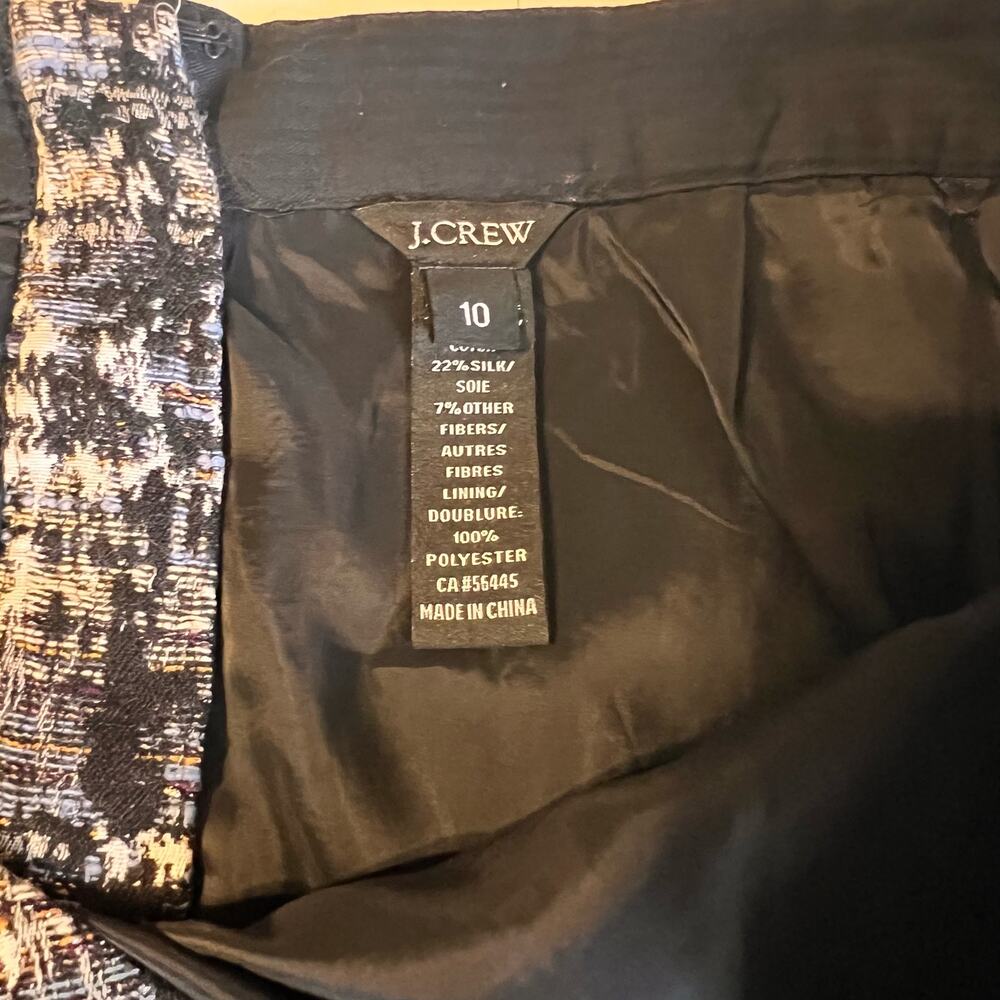 J.CREW
10
22%SILK/
SOIE
7%OTHER
FIBERS/
AUTRES
FIBRES
LINING/
DOUBLURE:
100%
POLYESTER
CA#56445
MADE IN CHINA